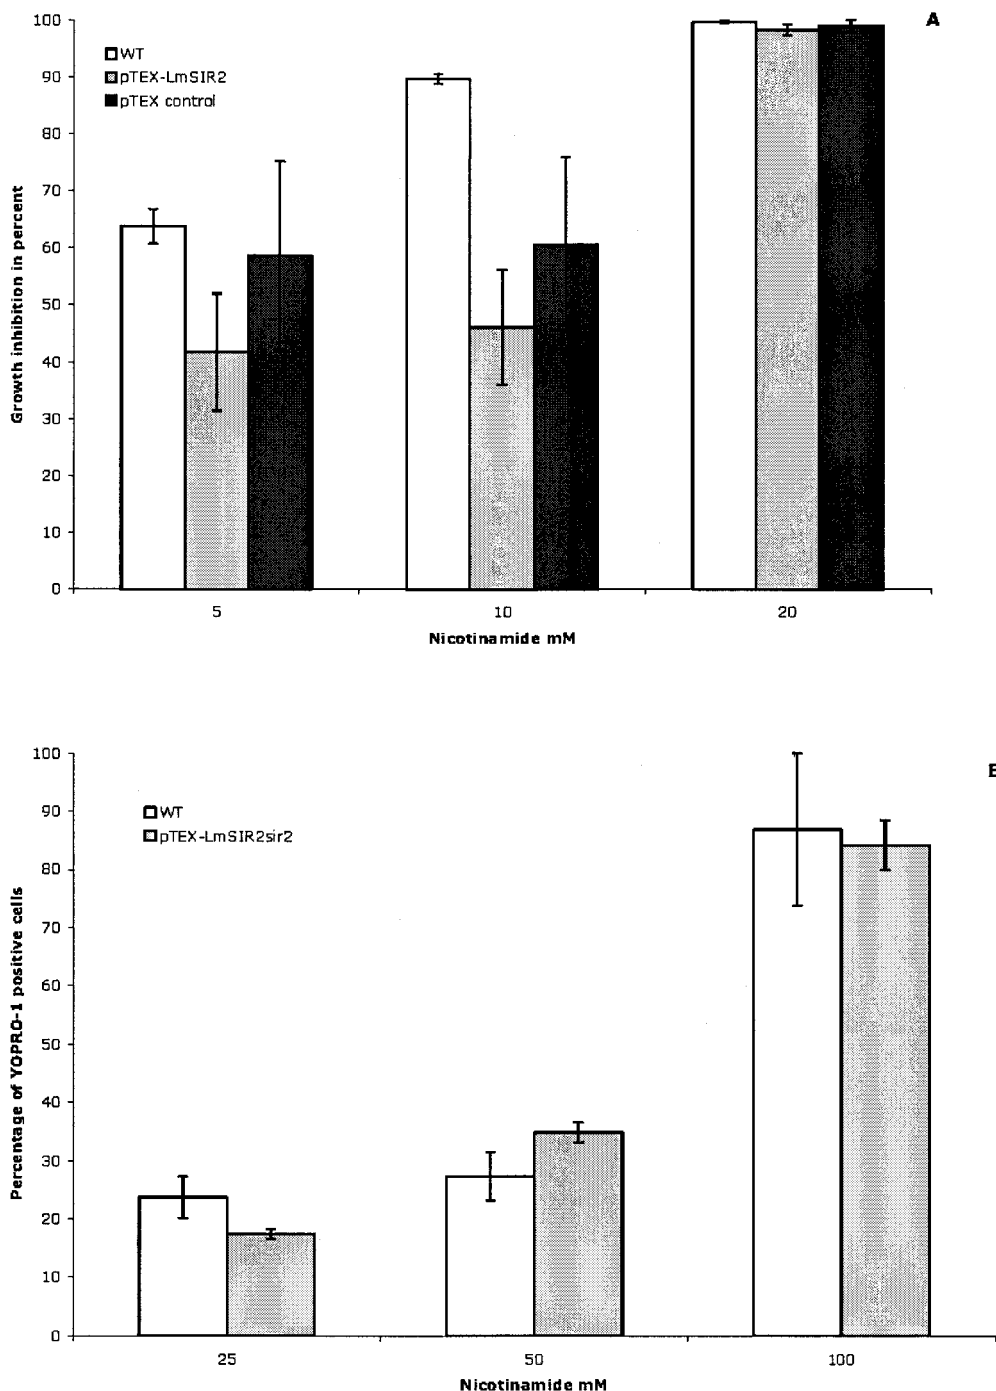 A
100
90
80
70
60
50
40
30
20
10
0
Growth inhibition in percent
WT
pTEX-LmSIR2
pTEX control
5 10 20
Nicotinamide mM
100
90
80
70
60
50
40
30
20
10
0
Percentage of YOPRO-1 positive cells
WT
pTEX-LmSIR2sir2
25 50 100
Nicotinamide mM